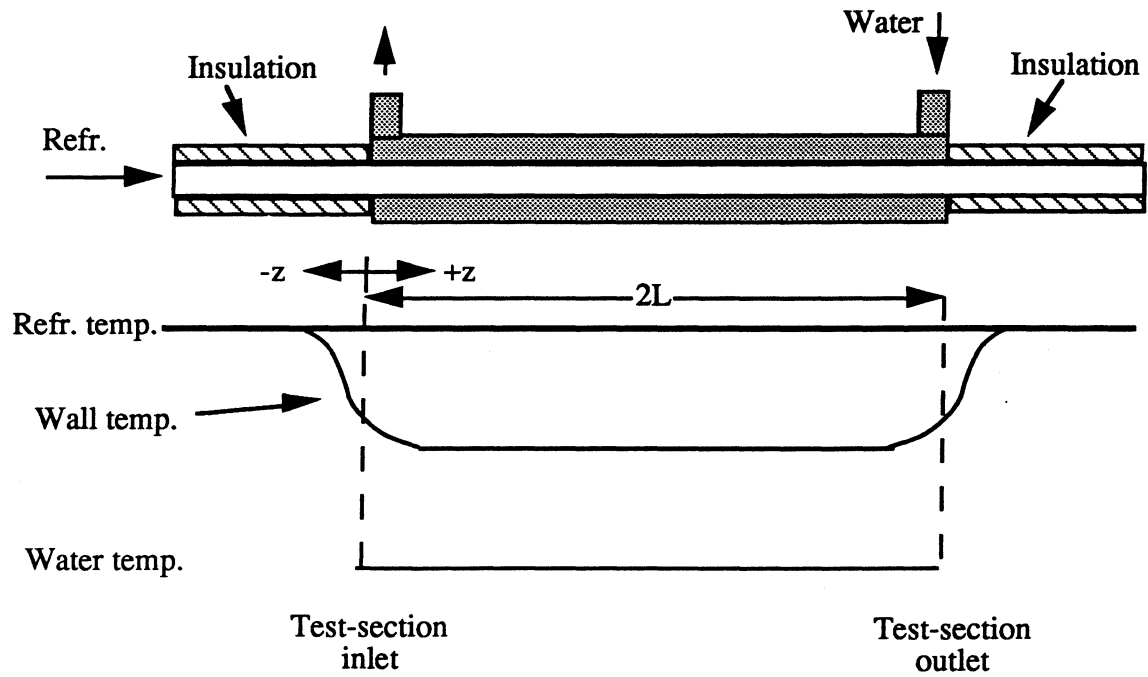 Water
Insulation
Insulation
Refr.
-z
+z
2L
Refr. temp.
Wall temp.
Water temp.
Test-section
inlet
Test-section
outlet